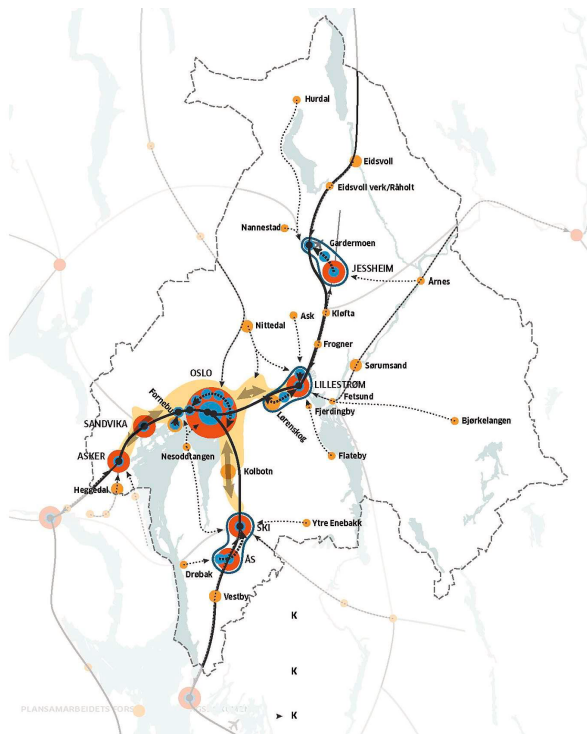 Hurdal
Eidsvoll
Eidsvoll verk/Råholt
Nannestad
Gardermoen
JESSHEIM
Årnes
Ask
Kløfta
Nittedal
Frogner
Sørumsand
OSLO
LILLESTRØM
Fornebu
Fetsund
Lørenskog
Fjerdingby
Bjørkelangen
SANDVIKA
ASKER
Nesoddtangen
Flateby
Kolbotn
Heggedal
SKI
Ytre Enebakk
ÅS
Drøbak
Vestby
K
K
PLANSAMARBEIDETS FORS
K